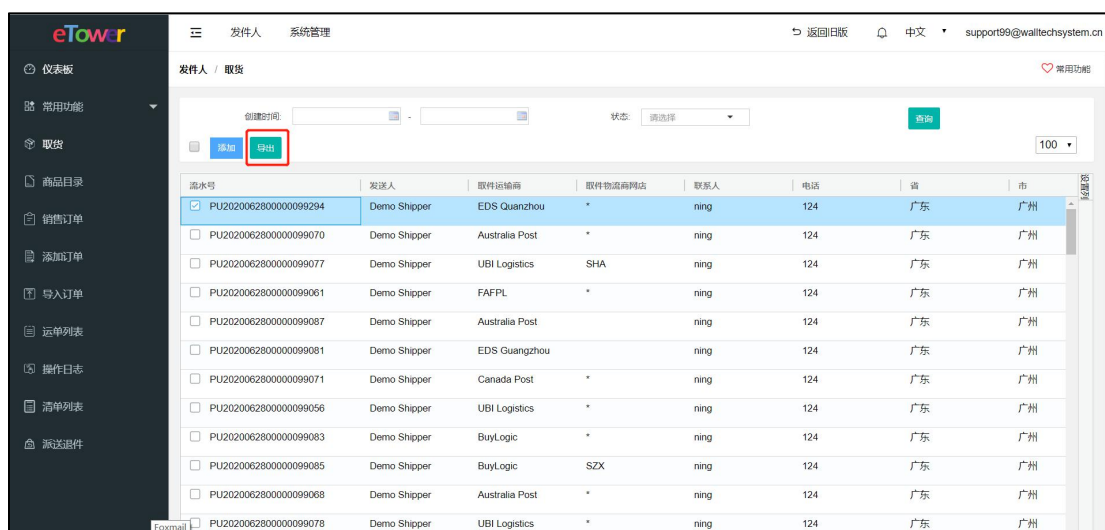 eTower
发件人 系统管理 返回旧版 中文 support99@walltechsystem.cn
仪表板
发件人 / 取货 常用功能
常用功能
创建时间: - 状态: 请选择 查询
取货
添加 导出 100
商品目录
流水号 发送人 取件运输商 取件物流商网店 联系人 电话 省 市 设置列
PU2020062800000099294 Demo Shipper EDS Quanzhou * ning 124 广东 广州
销售订单
PU2020062800000099070 Demo Shipper Australia Post * ning 124 广东 广州
添加订单
PU2020062800000099077 Demo Shipper UBI Logistics SHA ning 124 广东 广州
导入订单
PU2020062800000099061 Demo Shipper FAFPL * ning 124 广东 广州
运单列表
PU2020062800000099087 Demo Shipper Australia Post ning 124 广东 广州
PU2020062800000099081 Demo Shipper EDS Guangzhou ning 124 广东 广州
操作日志
PU2020062800000099071 Demo Shipper Canada Post * ning 124 广东 广州
清单列表
PU2020062800000099056 Demo Shipper UBI Logistics * ning 124 广东 广州
派送退件
PU2020062800000099083 Demo Shipper BuyLogic * ning 124 广东 广州
PU2020062800000099085 Demo Shipper BuyLogic SZX ning 124 广东 广州
PU2020062800000099068 Demo Shipper Australia Post * ning 124 广东 广州
Foxmail PU2020062800000099078 Demo Shipper UBI Logistics * ning 124 广东 广州